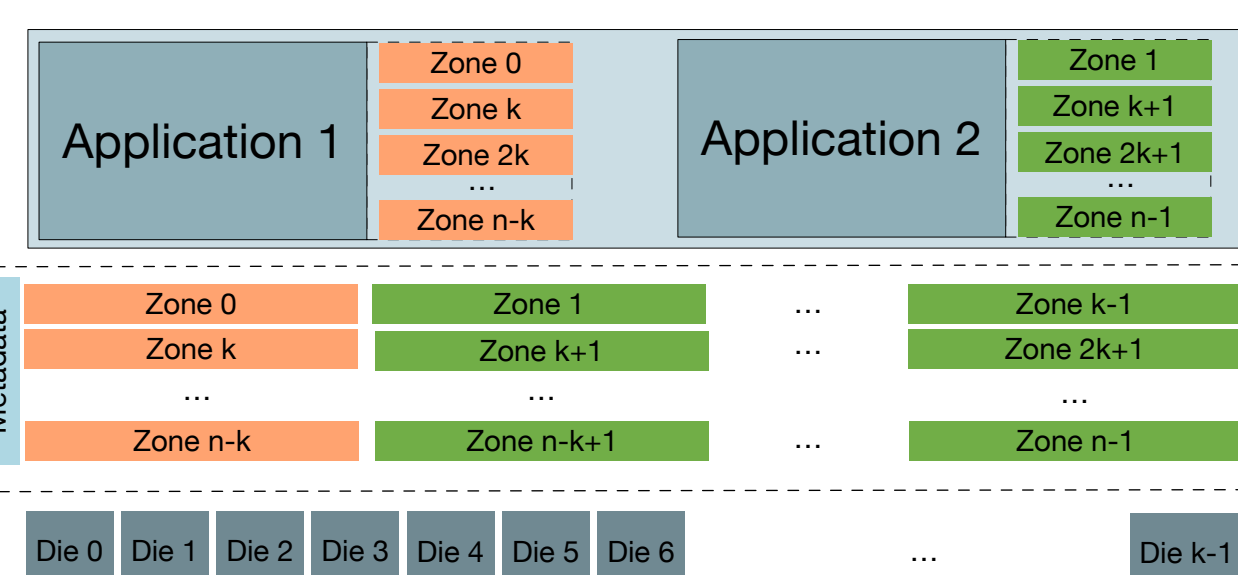 Application 1
Zone 0
Zone k
Zone 2k
...
Zone n-k
Application 2
Zone 1
Zone k+1
Zone 2k+1
...
Zone n-1
Zone 0 Zone 1 ... Zone k-1
Zone k Zone k+1 ... Zone 2k+1
... ... ...
Zone n-k Zone n-k+1 ... Zone n-1
Die 0 Die 1 Die 2 Die 3 Die 4 Die 5 Die 6 ... Die k-1